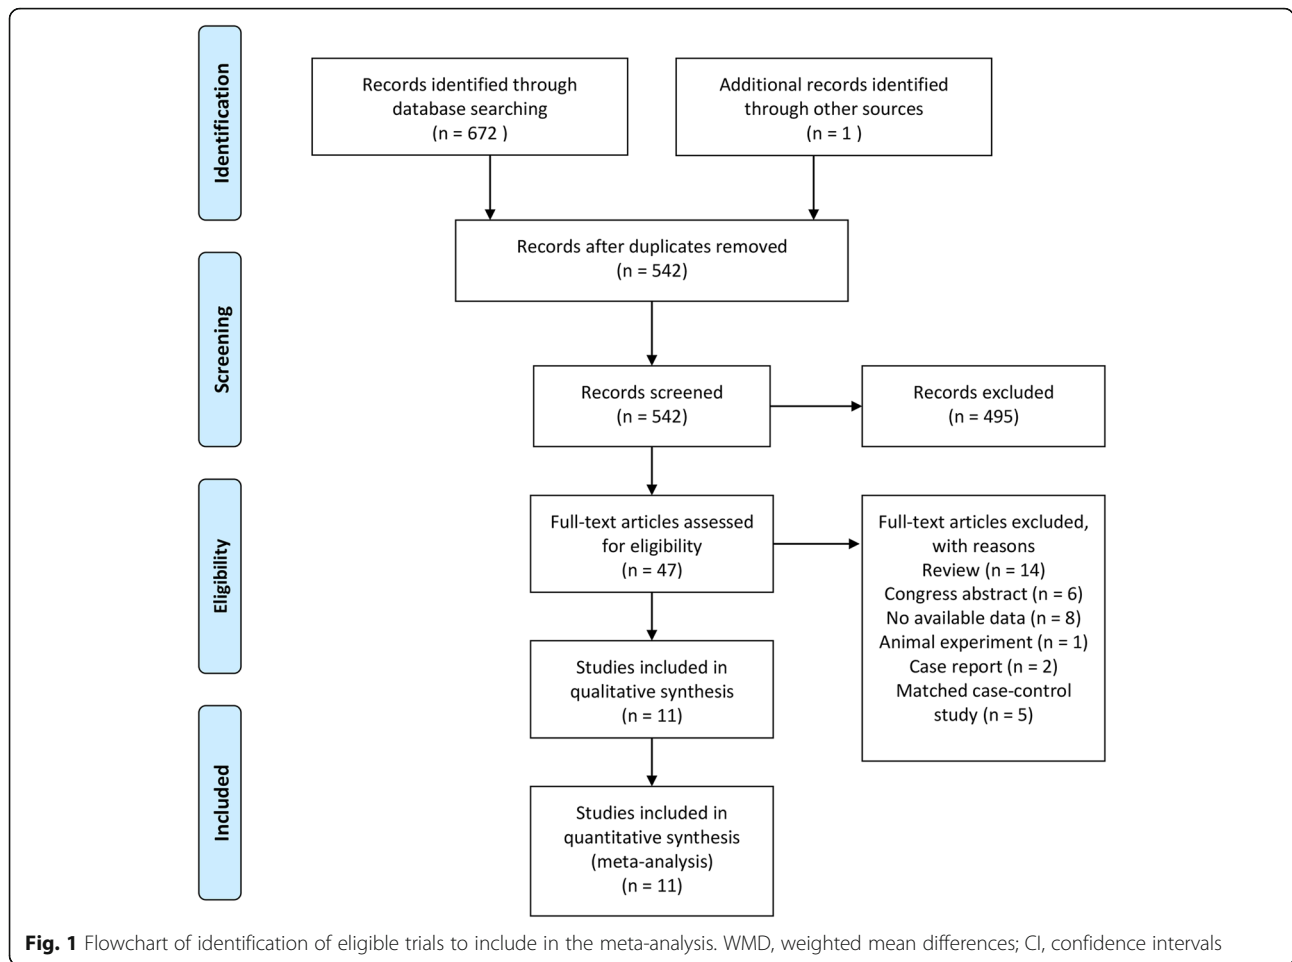 Identification
Records identified through
database searching
(n = 672 )
Additional records identified
through other sources
(n = 1 )
Records after duplicates removed
(n = 542)
Screening
Records screened
(n = 542)
Records excluded
(n = 495)
Eligibility
Full-text articles assessed
for eligibility
(n = 47)
Full-text articles excluded,
with reasons
Review (n = 14)
Congress abstract (n = 6)
No available data (n = 8)
Animal experiment (n = 1)
Case report (n = 2)
Matched case-control
study (n = 5)
Studies included in
qualitative synthesis
(n = 11)
Included
Studies included in
quantitative synthesis
(meta-analysis)
(n = 11)
Fig. 1 Flowchart of identification of eligible trials to include in the meta-analysis. WMD, weighted mean differences; CI, confidence intervals